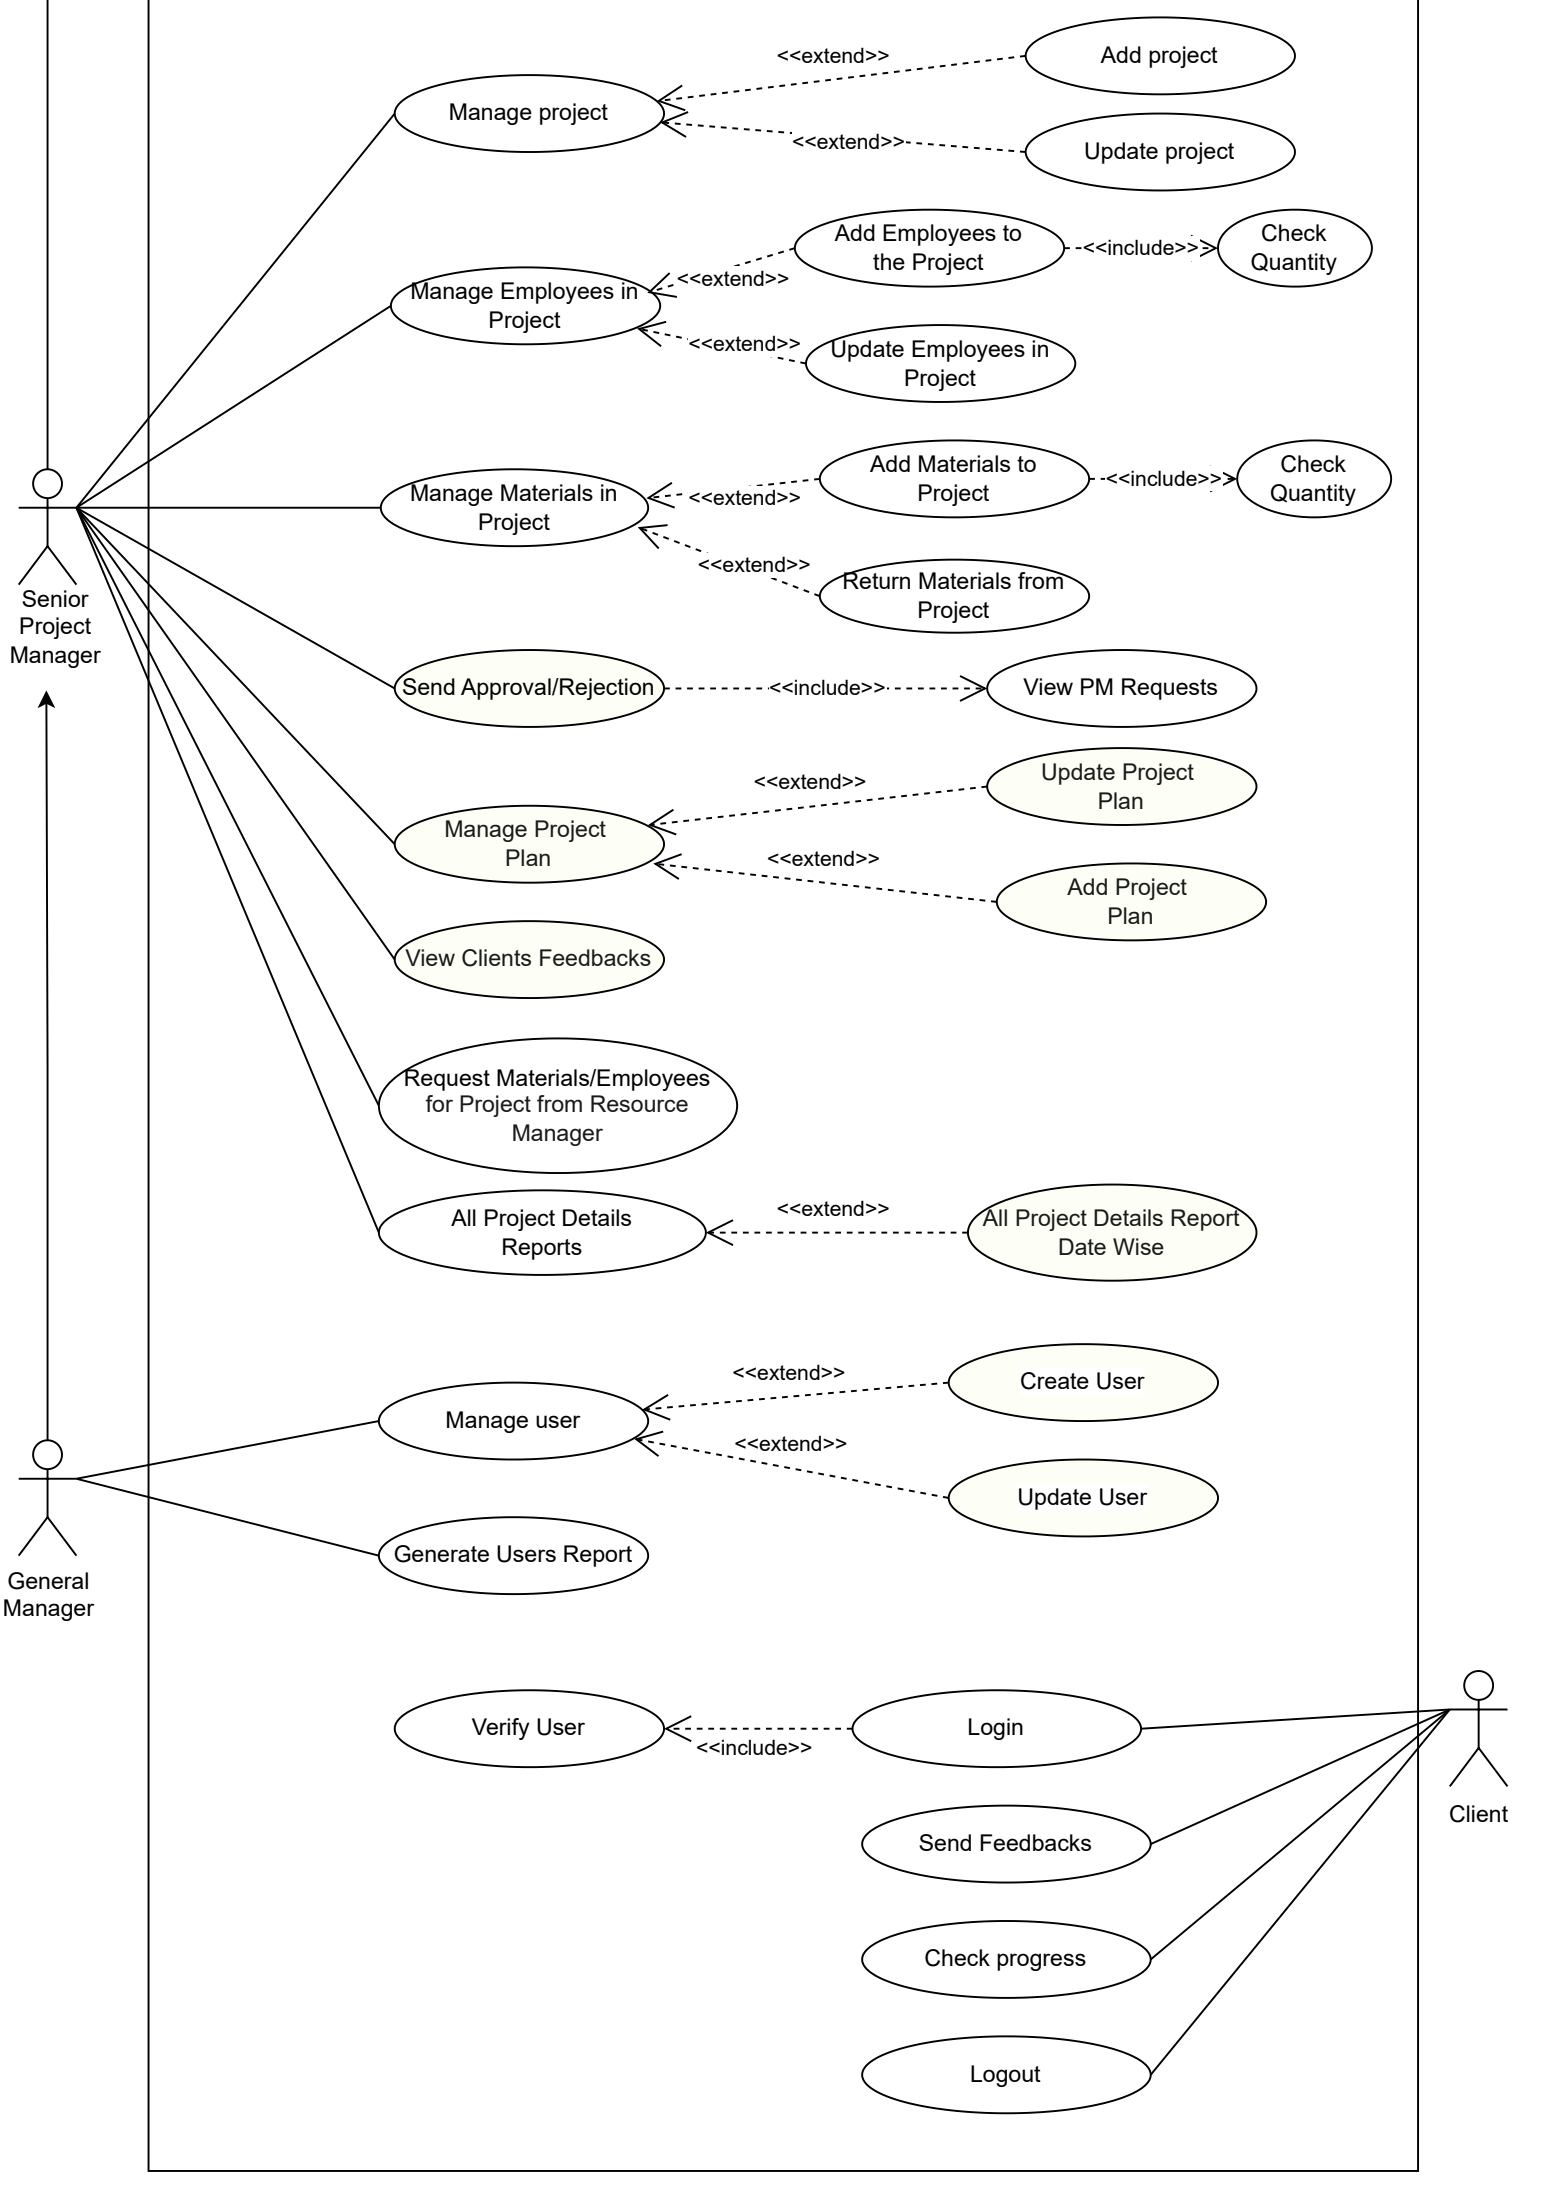 <<extend>>
Add project
Manage project
<<extend>>
Update project
Add Employees to
the Project
<<include>>
Check
Quantity
<<extend>>
Manage Employees in
Project
<<extend>>
Update Employees in
Project
Manage Materials in
Project
<<extend>>
Add Materials to
Project
<<include>>
Check
Quantity
<<extend>>
Return Materials from
Project
Senior
Project
Manager
Send Approval/Rejection
<<include>>
View PM Requests
<<extend>>
Update Project
Plan
Manage Project
Plan
<<extend>>
Add Project
Plan
View Clients Feedbacks
Request Materials/Employees
for Project from Resource
Manager
All Project Details
Reports
<<extend>>
All Project Details Report
Date Wise
<<extend>>
Create User
Manage user
<<extend>>
Update User
Generate Users Report
General
Manager
Verify User
<<include>>
Login
Client
Send Feedbacks
Check progress
Logout